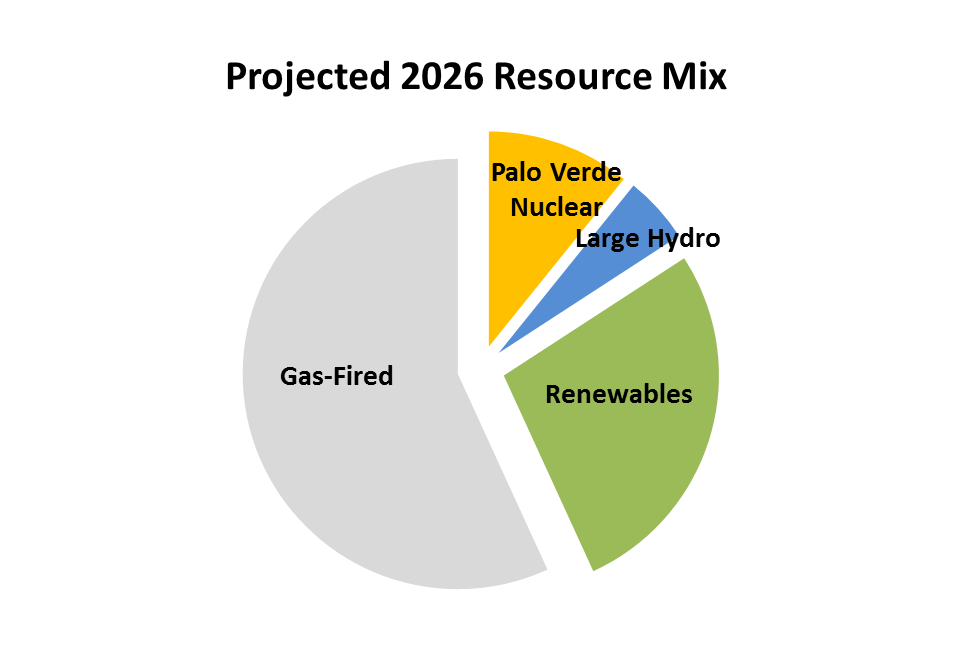 Projected 2026 Resource Mix
Palo Verde
Nuclear
Large Hydro
Gas-Fired
Renewables